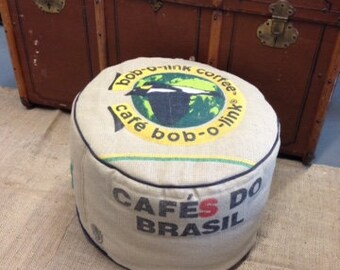 bob-o-link coffee
café bob-o-link®
CAFÉS DO
BRASIL